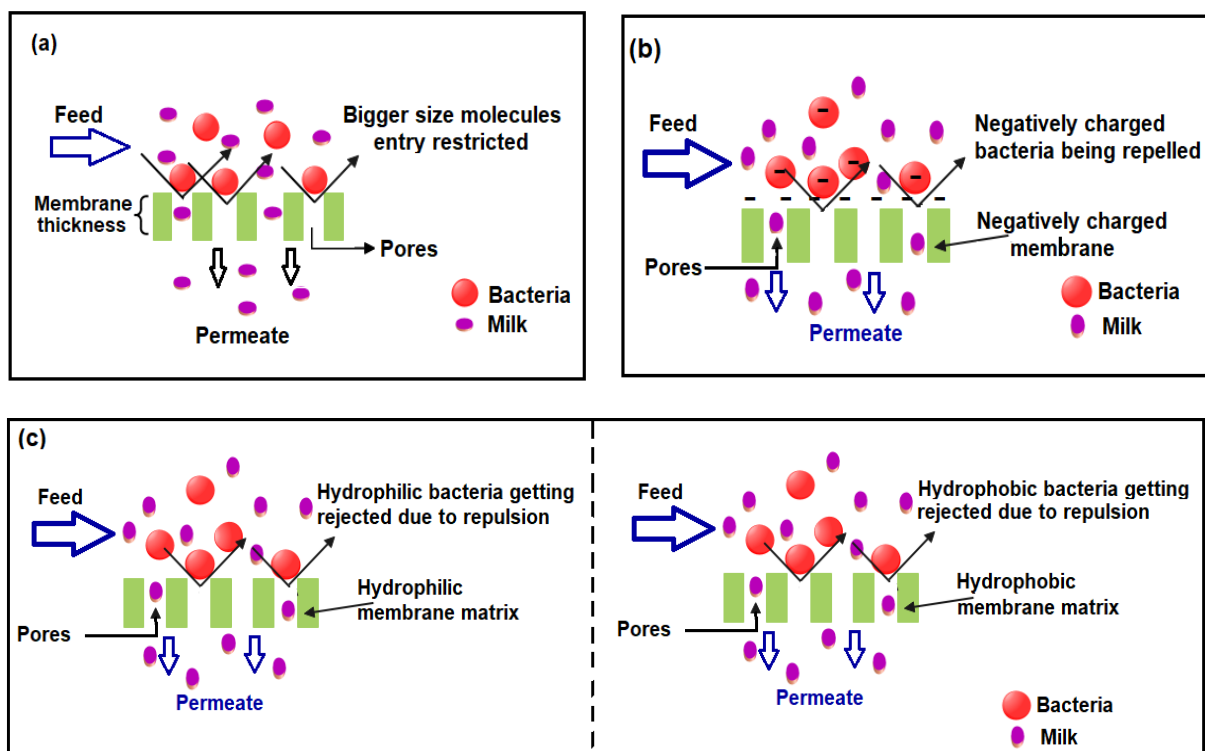 (a)
Feed
Bigger size molecules
entry restricted
Membrane
thickness
Pores
Bacteria
Milk
Permeate
(b)
Feed
Negatively charged
bacteria being repelled
Negatively charged
membrane
Pores
Bacteria
Milk
Permeate
(c)
Feed
Hydrophilic bacteria getting
rejected due to repulsion
Hydrophilic
membrane matrix
Pores
Permeate
Feed
Hydrophobic bacteria getting
rejected due to repulsion
Hydrophobic
membrane matrix
Pores
Permeate
Bacteria
Milk